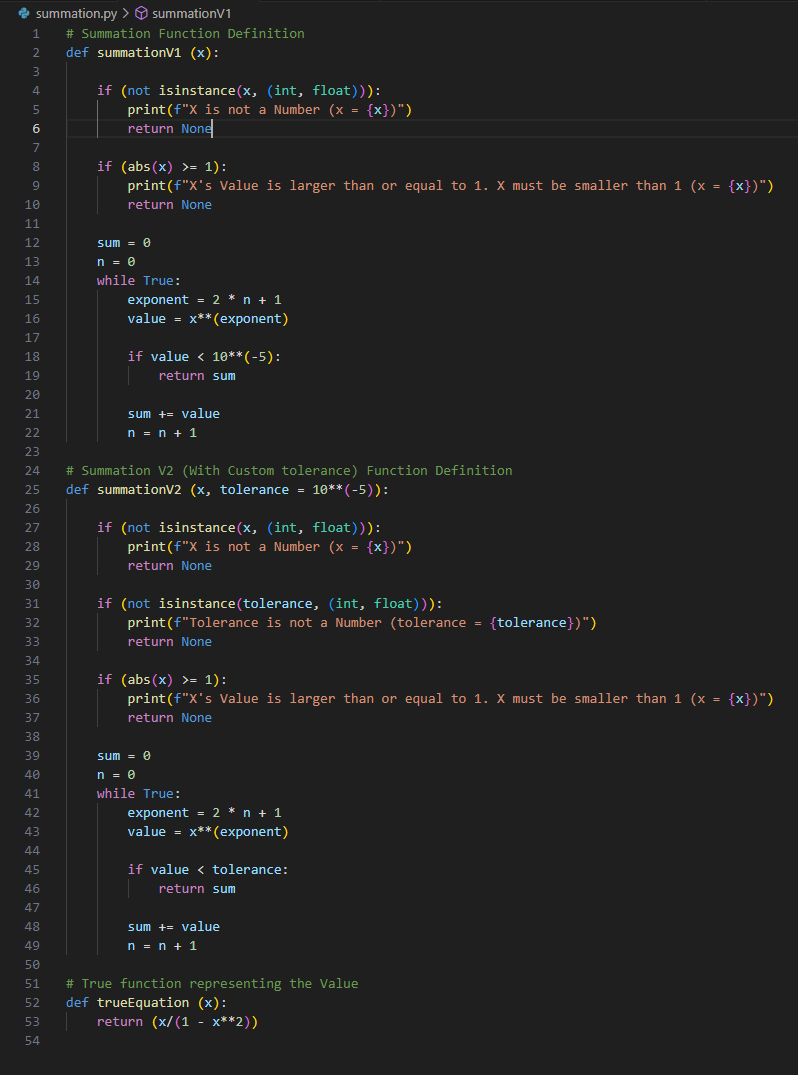 summation.py > summationV1
1 # Summation Function Definition
2 def summationV1 (x):
3
4     if (not isinstance(x, (int, float))):
5         print(f"X is not a Number (x = {x})")
6         return None
7
8     if (abs(x) >= 1):
9         print(f"X's Value is larger than or equal to 1. X must be smaller than 1 (x = {x})")
10         return None
11
12     sum = 0
13     n = 0
14     while True:
15         exponent = 2 * n + 1
16         value = x**(exponent)
17
18         if value < 10**(-5):
19             return sum
20
21         sum += value
22         n = n + 1
23
24 # Summation V2 (With Custom tolerance) Function Definition
25 def summationV2 (x, tolerance = 10**(-5)):
26
27     if (not isinstance(x, (int, float))):
28         print(f"X is not a Number (x = {x})")
29         return None
30
31     if (not isinstance(tolerance, (int, float))):
32         print(f"Tolerance is not a Number (tolerance = {tolerance})")
33         return None
34
35     if (abs(x) >= 1):
36         print(f"X's Value is larger than or equal to 1. X must be smaller than 1 (x = {x})")
37         return None
38
39     sum = 0
40     n = 0
41     while True:
42         exponent = 2 * n + 1
43         value = x**(exponent)
44
45         if value < tolerance:
46             return sum
47
48         sum += value
49         n = n + 1
50
51 # True function representing the Value
52 def trueEquation (x):
53     return (x/(1 - x**2))
54